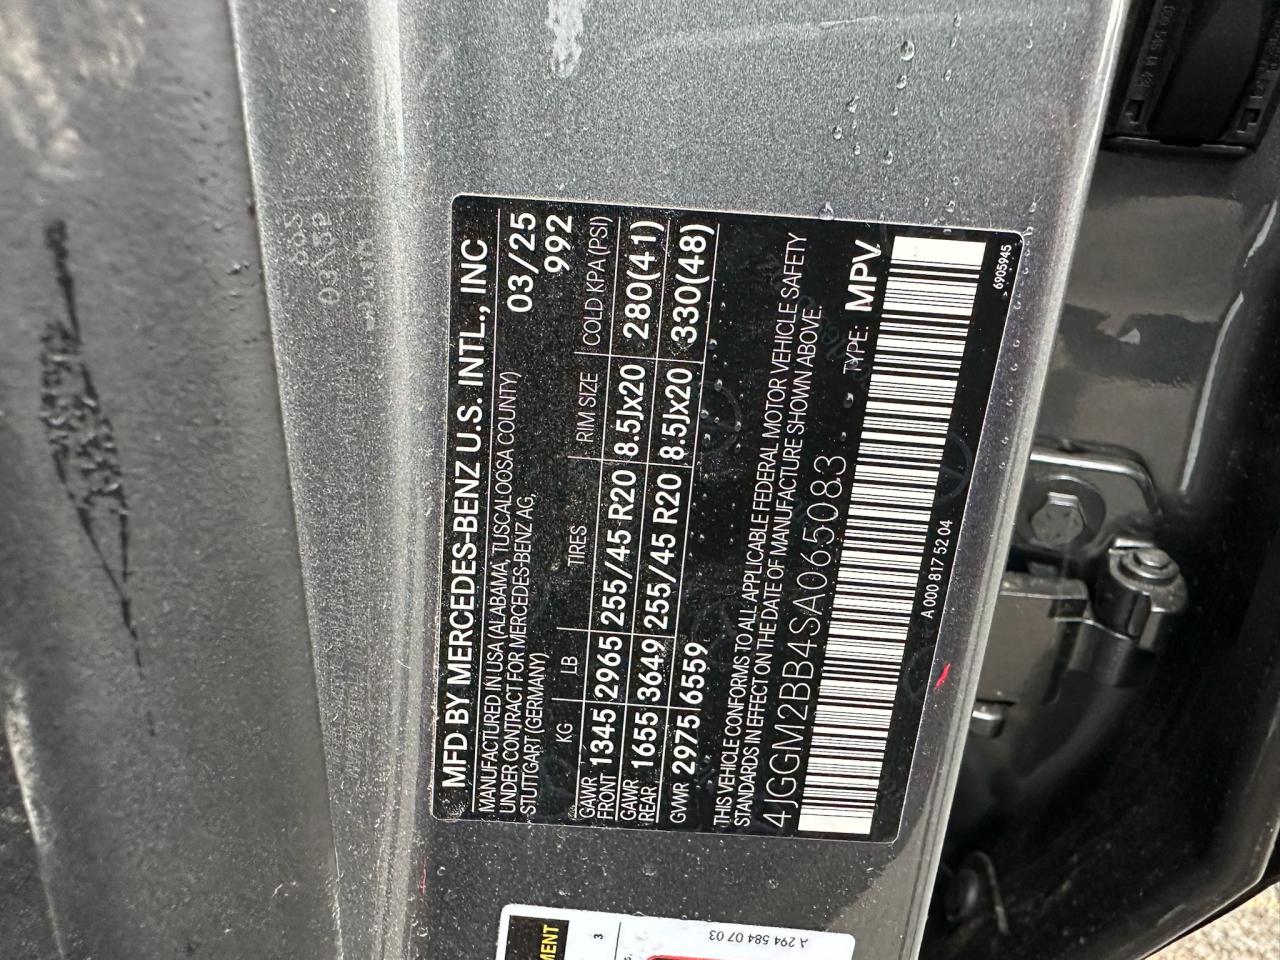 MFD BY MERCEDES-BENZ U.S. INTL., INC
MANUFACTURED IN USA (ALABAMA, TUSCALOOSA COUNTY)
UNDER CONTRACT FOR MERCEDES-BENZ AG,
STUTTGART (GERMANY)
03/25
992
KG LB TIRES RIM SIZE COLD KPA (PSI)
GAWR FRONT 1345 2965 255/45 R20 8.5Jx20 280(41)
GAWR REAR 1655 3649 255/45 R20 8.5Jx20 330(48)
GVWR 2975 6559
THIS VEHICLE CONFORMS TO ALL APPLICABLE FEDERAL MOTOR VEHICLE SAFETY
STANDARDS IN EFFECT ON THE DATE OF MANUFACTURE SHOWN ABOVE.
4JGGM2BB4SA065083 TYPE: MPV
A 000 817 52 04
6905945
A 294 584 07 03
3